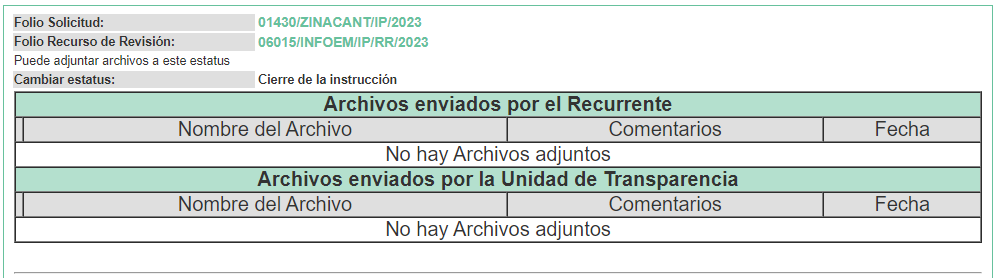 Folio Solicitud: 01430/ZINACANT/IP/2023
Folio Recurso de Revisión: 06015/INFOEM/IP/RR/2023
Puede adjuntar archivos a este estatus
Cambiar estatus: Cierre de la instrucción
Archivos enviados por el Recurrente
Nombre del Archivo Comentarios Fecha
No hay Archivos adjuntos
Archivos enviados por la Unidad de Transparencia
Nombre del Archivo Comentarios Fecha
No hay Archivos adjuntos